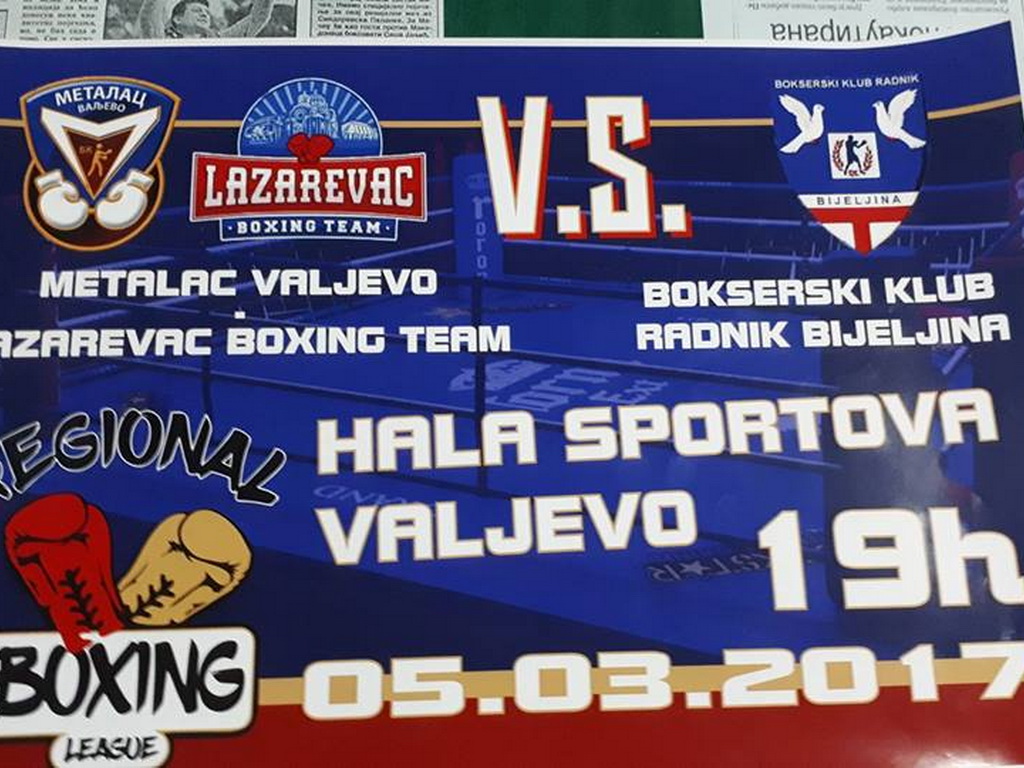 МЕТАЛАЦ
ВАЉЕВО
БК
LAZAREVAC
· BOXING TEAM ·
V.S.
BOKSERSKI KLUB RADNIK
BIJELJINA
METALAC VALJEVO
-
AZAREVAC BOXING TEAM
BOKSERSKI KLUB
RADNIK BIJELJINA
REGIONAL
BOXING
LEAGUE
HALA SPORTOVA
VALJEVO
19h
05.03.2017